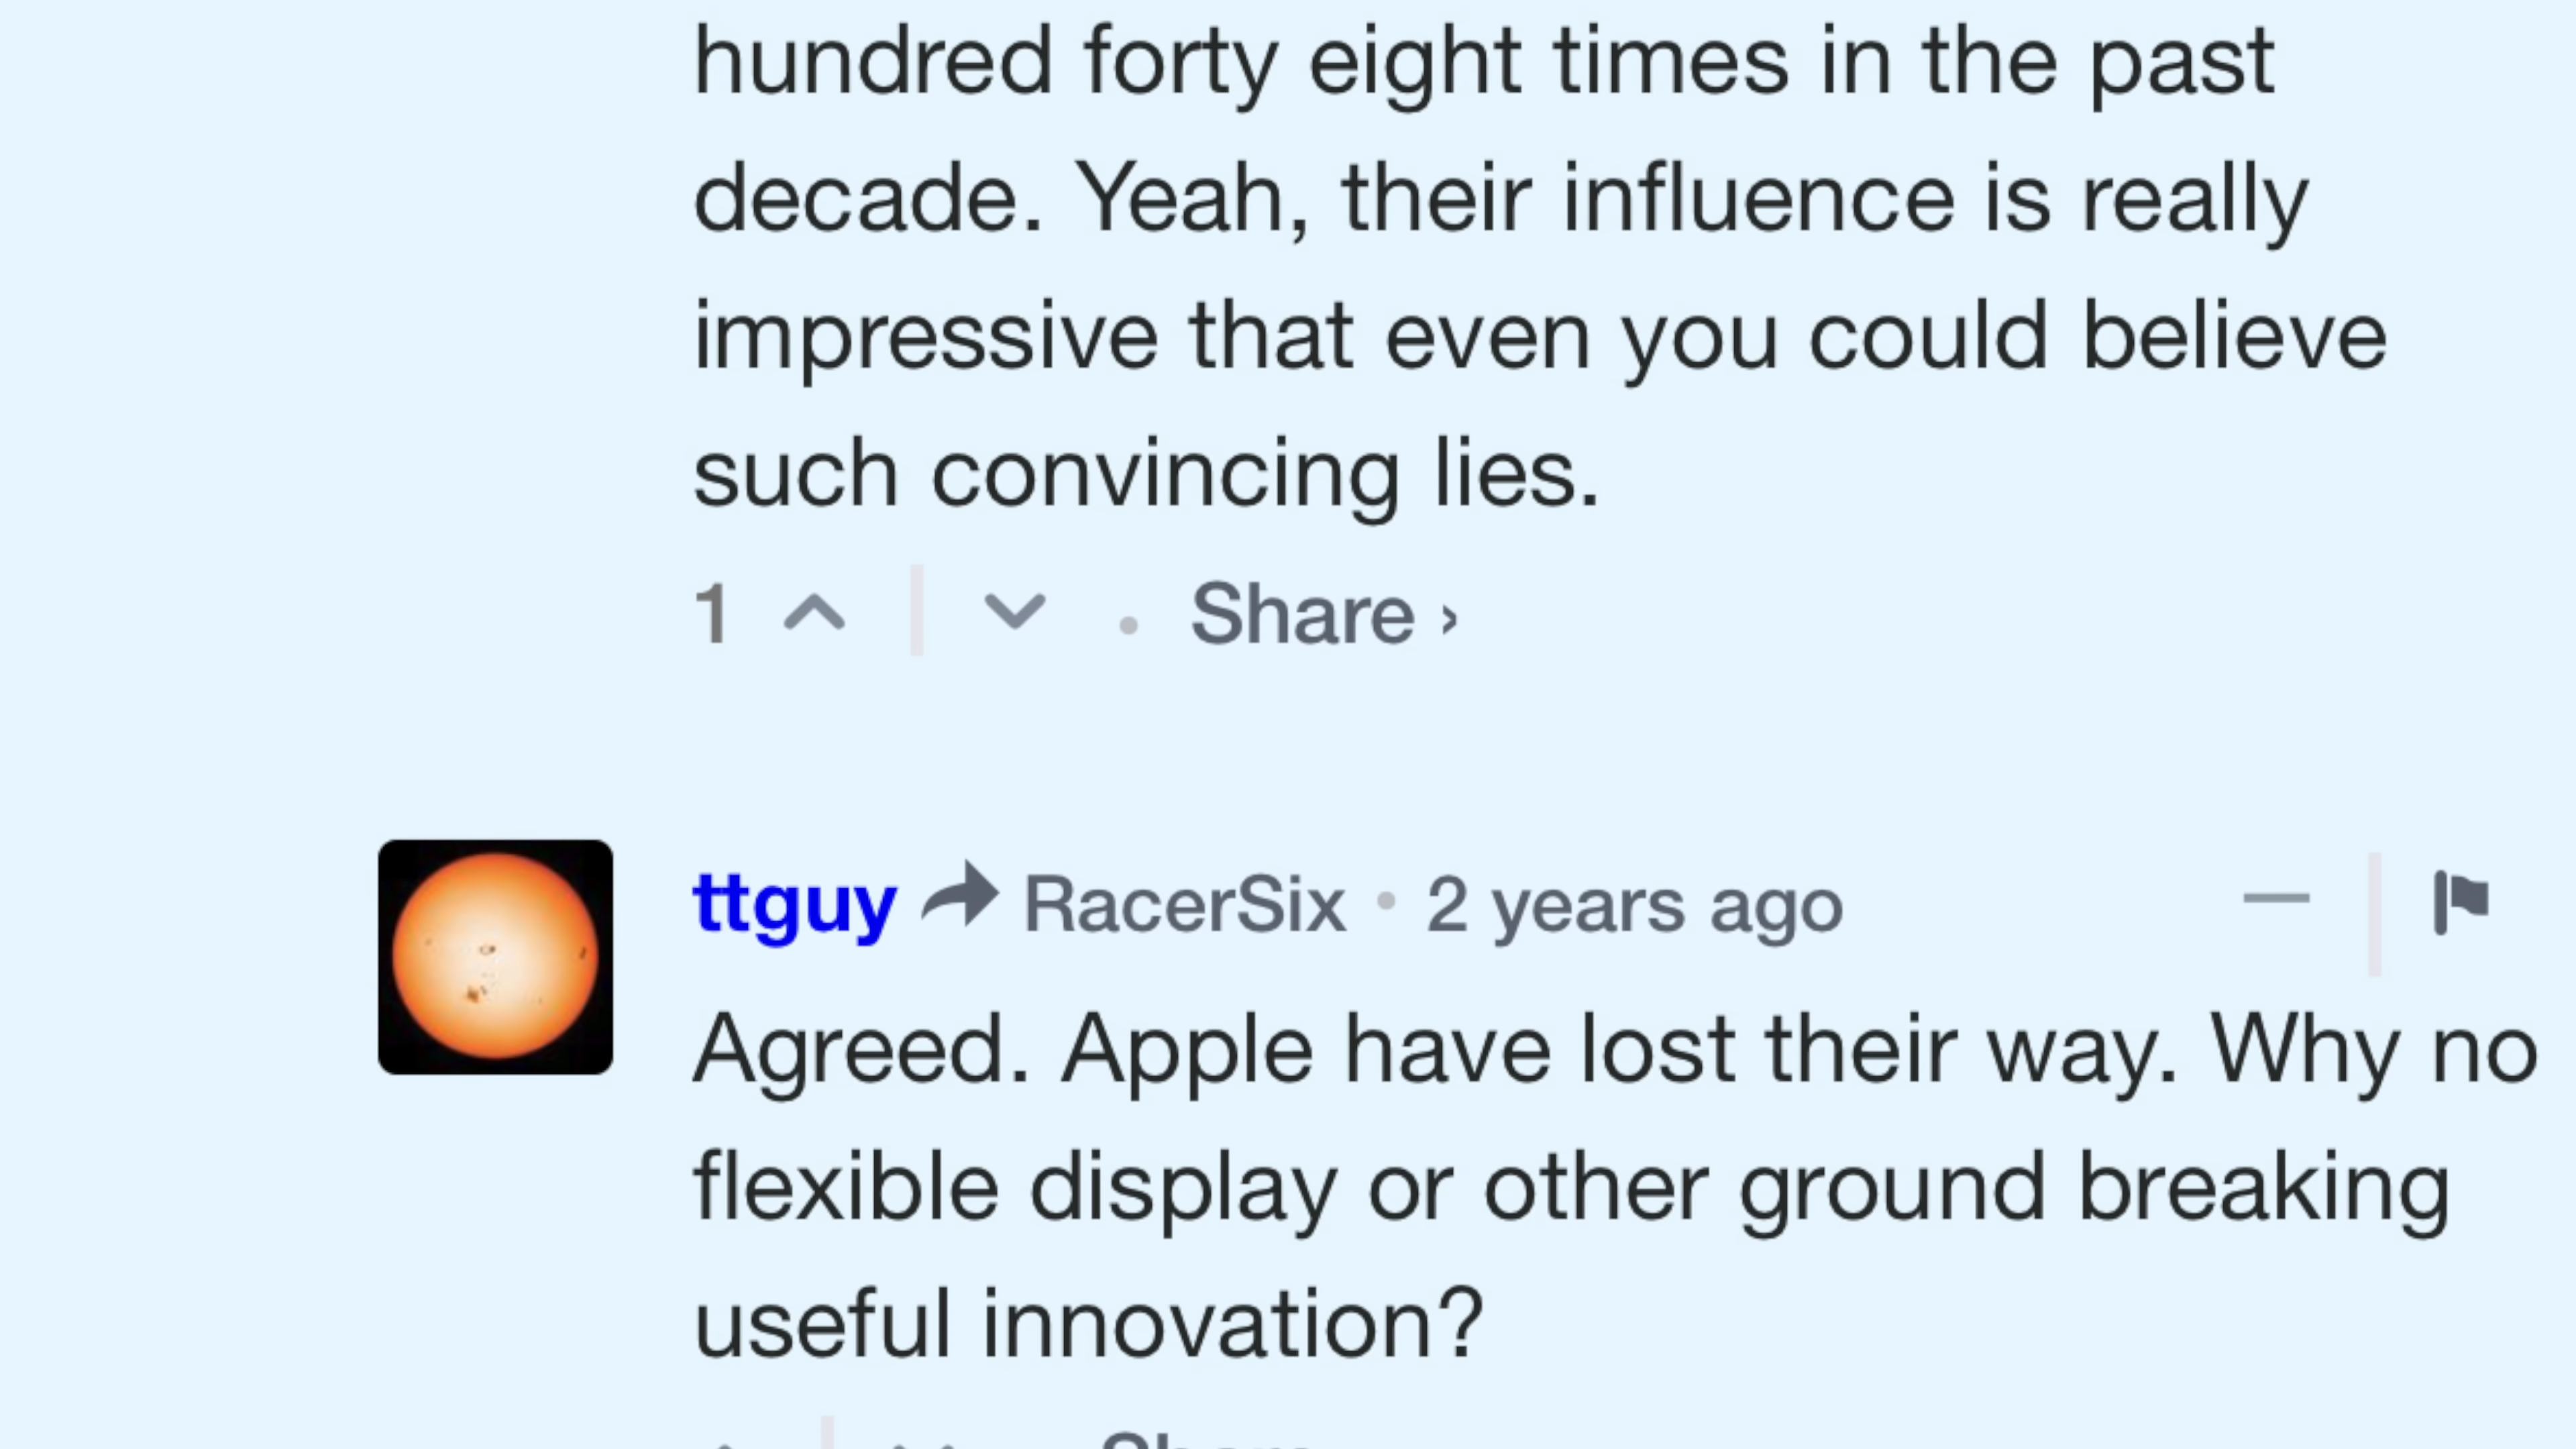 hundred forty eight times in the past
decade. Yeah, their influence is really
impressive that even you could believe
such convincing lies.
1 • Share ›
ttguy RacerSix • 2 years ago
Agreed. Apple have lost their way. Why no
flexible display or other ground breaking
useful innovation?